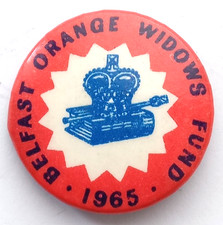 · BELFAST ORANGE WIDOWS FUND ·
1965